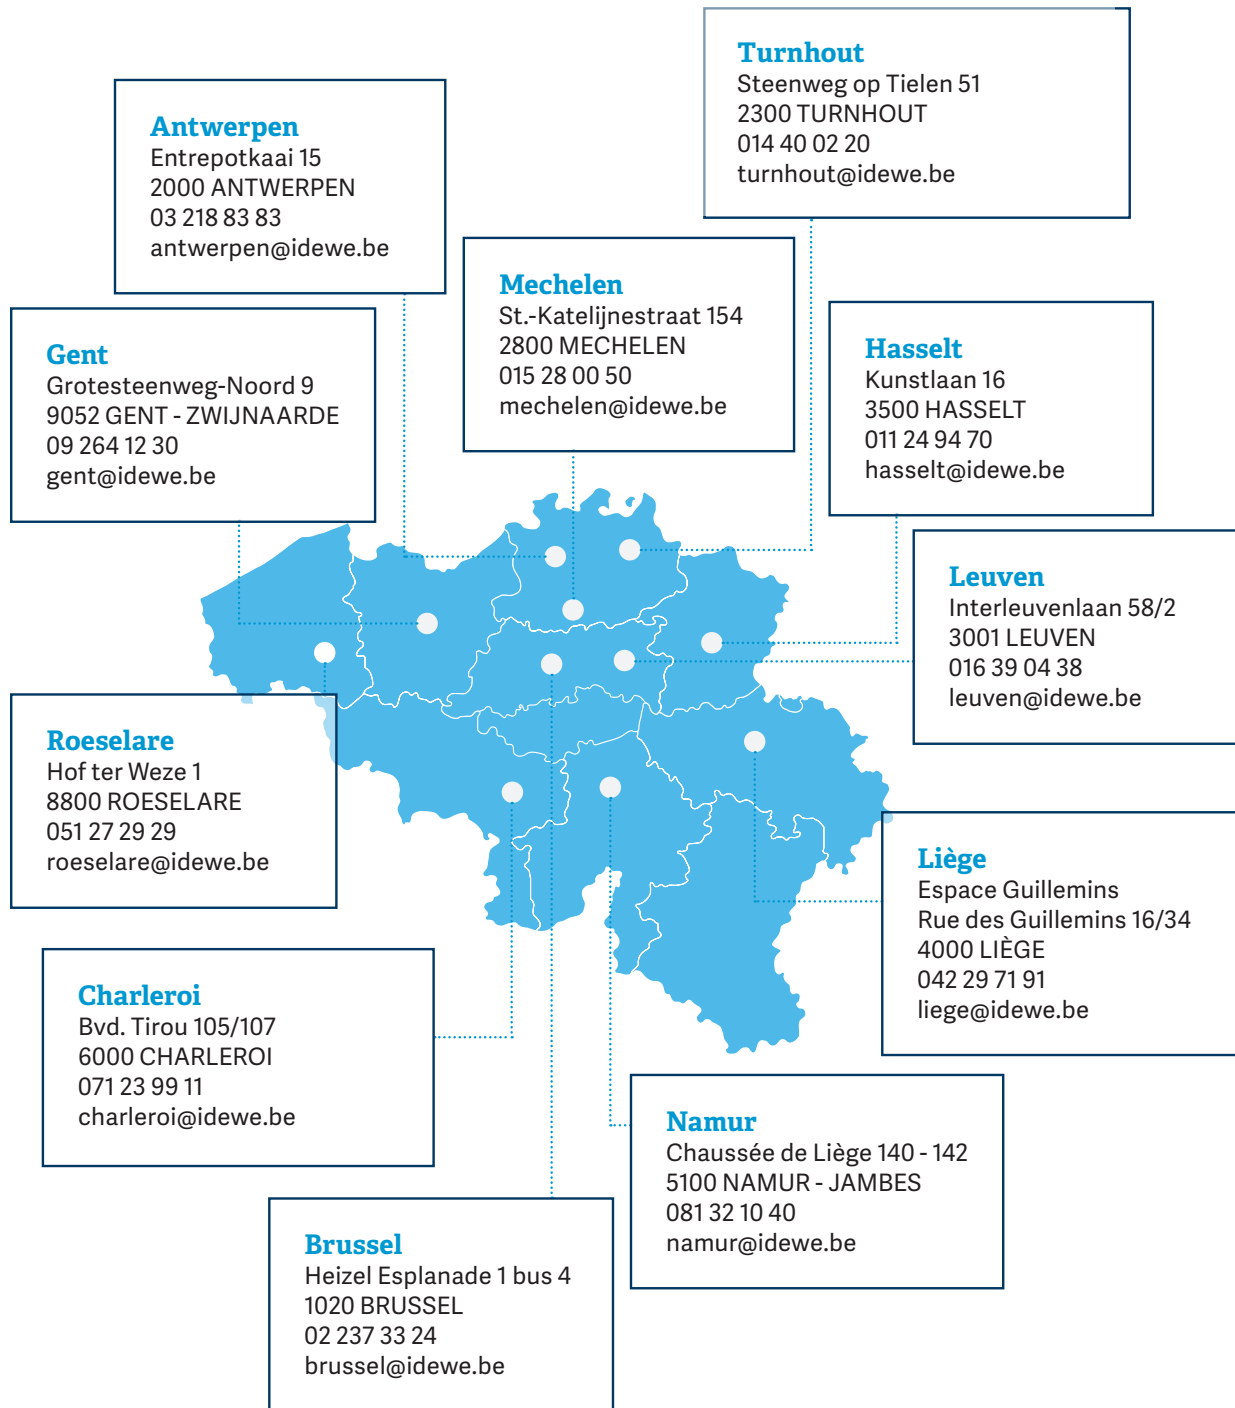 Turnhout
Steenweg op Tielen 51
2300 TURNHOUT
014 40 02 20
turnhout@idewe.be
Antwerpen
Entrepotkaai 15
2000 ANTWERPEN
03 218 83 83
antwerpen@idewe.be
Mechelen
St.-Katelijnestraat 154
2800 MECHELEN
015 28 00 50
mechelen@idewe.be
Gent
Grotesteenweg-Noord 9
9052 GENT - ZWIJNAARDE
09 264 12 30
gent@idewe.be
Hasselt
Kunstlaan 16
3500 HASSELT
011 24 94 70
hasselt@idewe.be
Leuven
Interleuvenlaan 58/2
3001 LEUVEN
016 39 04 38
leuven@idewe.be
Roeselare
Hof ter Weze 1
8800 ROESELARE
051 27 29 29
roeselare@idewe.be
Liège
Espace Guillemins
Rue des Guillemins 16/34
4000 LIÈGE
042 29 71 91
liege@idewe.be
Charleroi
Bvd. Tirou 105/107
6000 CHARLEROI
071 23 99 11
charleroi@idewe.be
Namur
Chaussée de Liège 140 - 142
5100 NAMUR - JAMBES
081 32 10 40
namur@idewe.be
Brussel
Heizel Esplanade 1 bus 4
1020 BRUSSEL
02 237 33 24
brussel@idewe.be